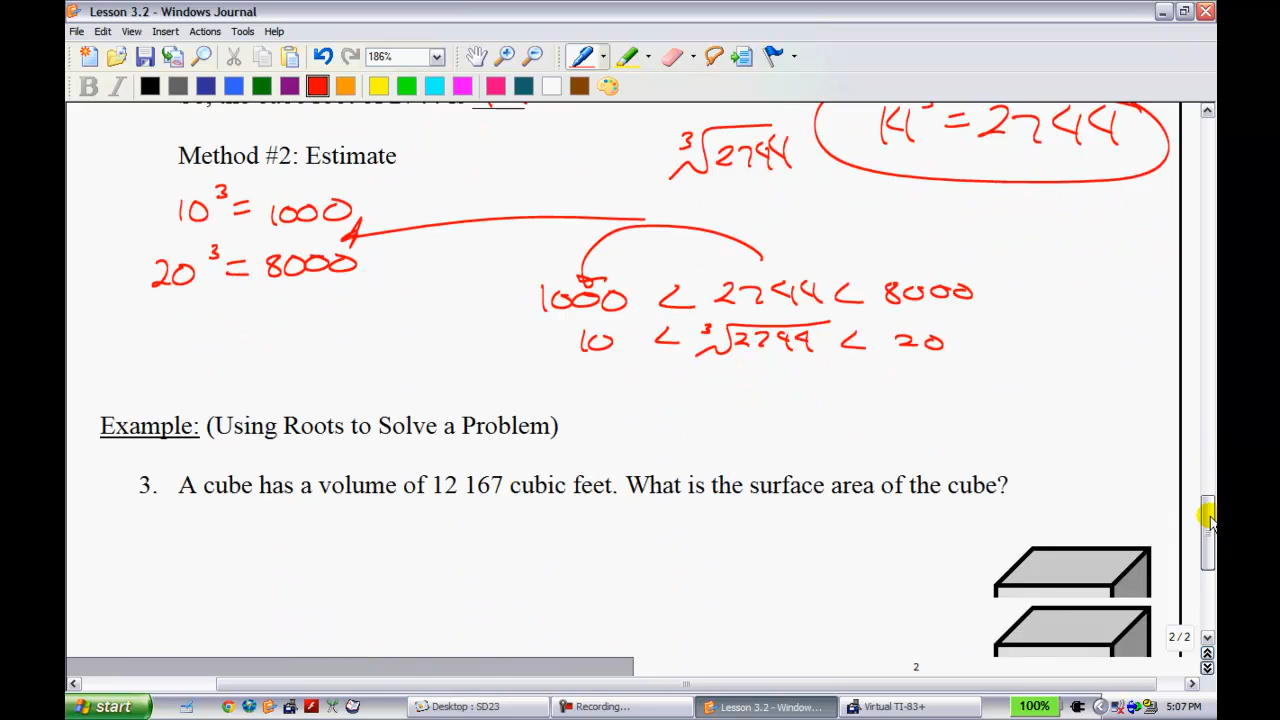 Lesson 3.2 - Windows Journal
File Edit View Insert Actions Tools Help
186%
B I
14³ = 2744
∛2744
Method #2: Estimate
10³ = 1000
20³ = 8000
1000 < 2744 < 8000
10 < ∛2744 < 20
Example: (Using Roots to Solve a Problem)
3. A cube has a volume of 12 167 cubic feet. What is the surface area of the cube?
2 / 2
2
start Desktop : SD23 Recording... Lesson 3.2 - Window... Virtual TI-83+ 100% 5:07 PM